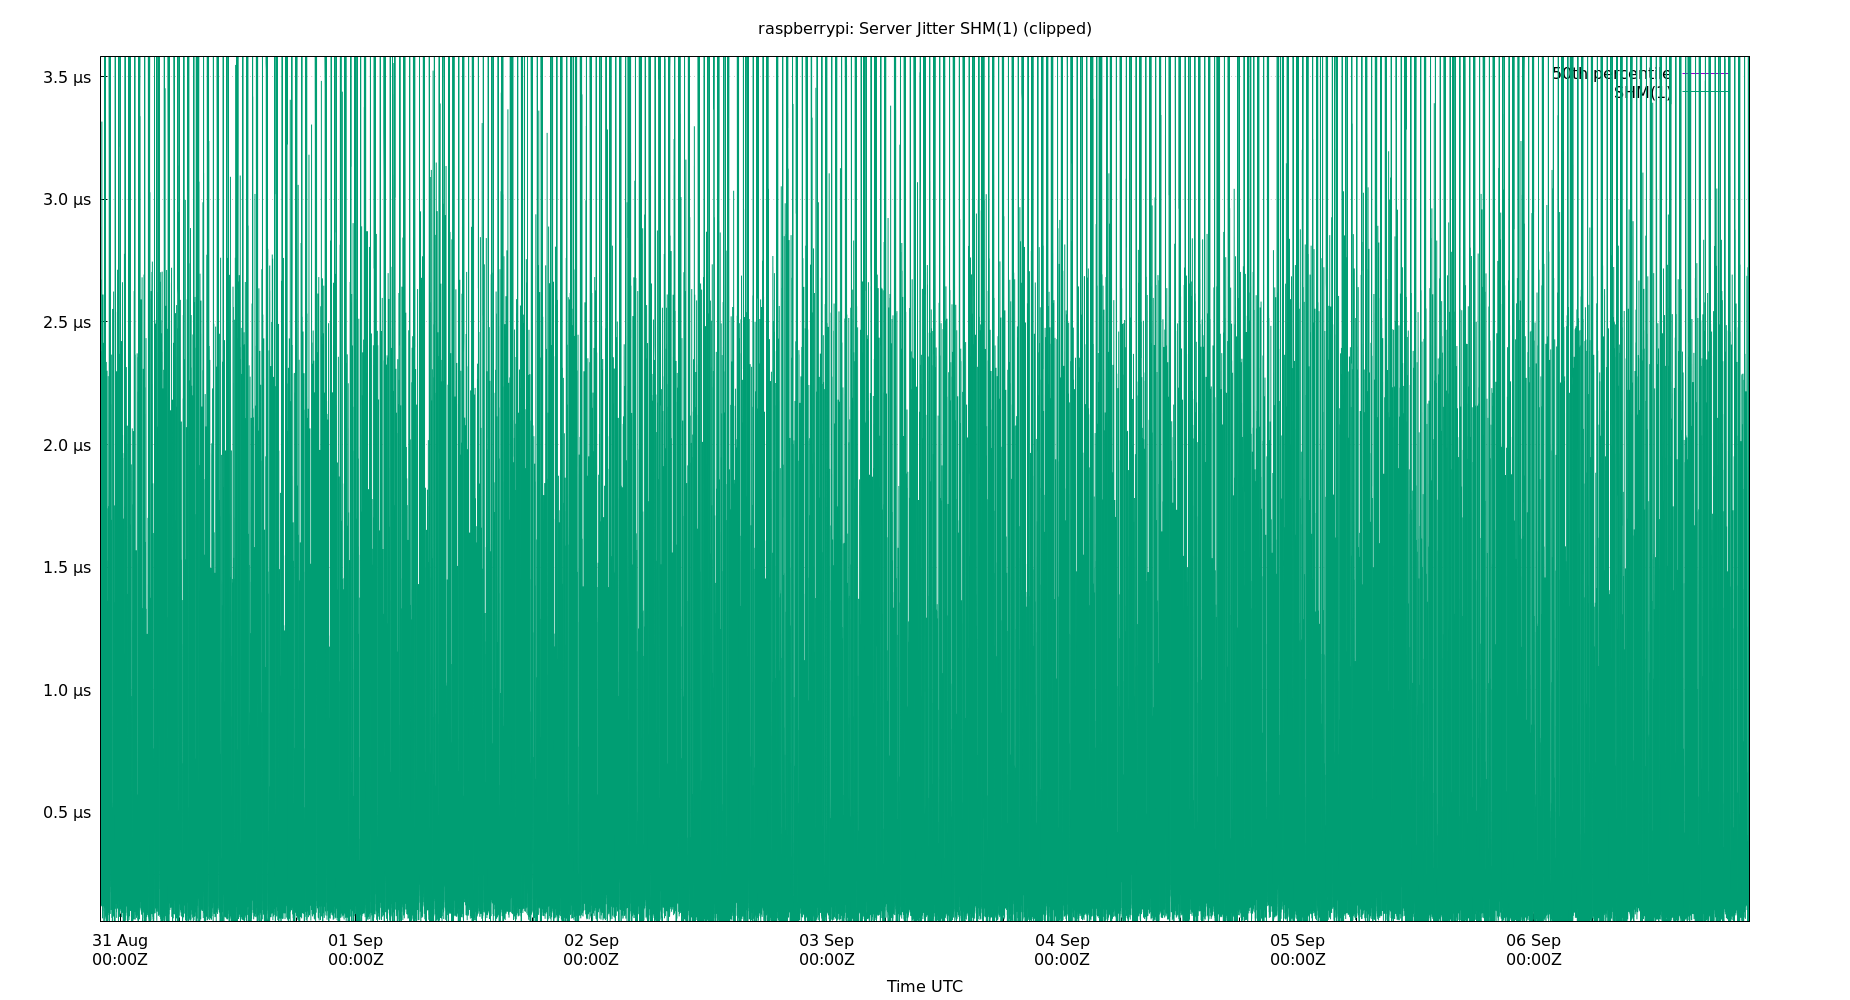 raspberrypi: Server Jitter SHM(1) (clipped)
3.5 µs
50th percentile
SHM(1)
3.0 µs
2.5 µs
2.0 µs
1.5 µs
1.0 µs
0.5 µs
31 Aug 01 Sep 02 Sep 03 Sep 04 Sep 05 Sep 06 Sep
00:00Z 00:00Z 00:00Z 00:00Z 00:00Z 00:00Z 00:00Z
Time UTC